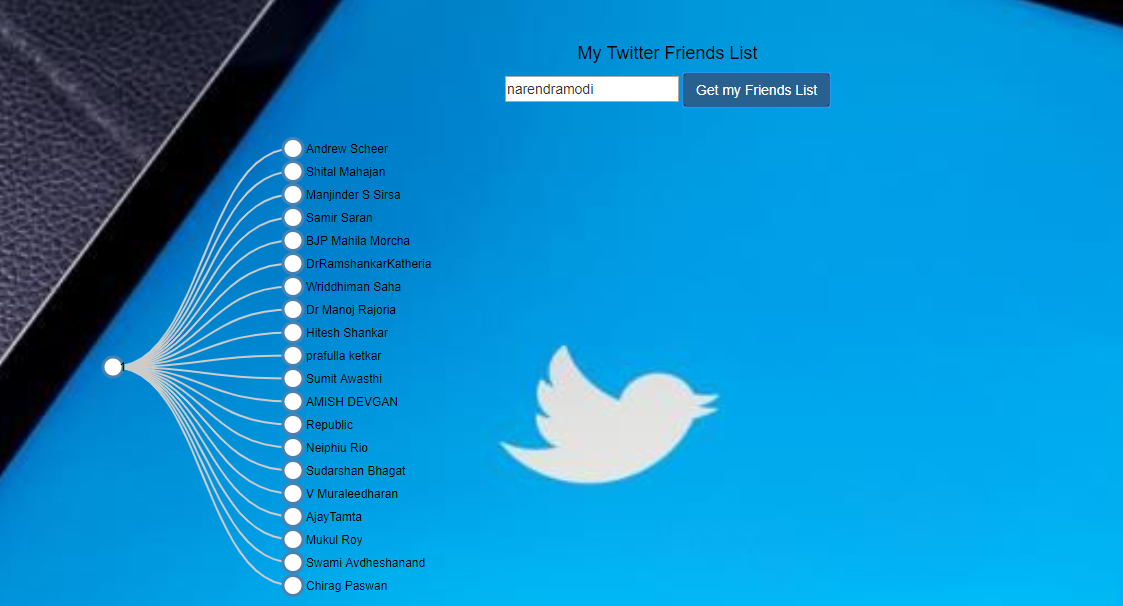 My Twitter Friends List
narendramodi
Get my Friends List
Andrew Scheer
Shital Mahajan
Manjinder S Sirsa
Samir Saran
BJP Mahila Morcha
DrRamshankarKatheria
Wriddhiman Saha
Dr Manoj Rajoria
Hitesh Shankar
prafulla ketkar
Sumit Awasthi
AMISH DEVGAN
Republic
Neiphiu Rio
Sudarshan Bhagat
V Muraleedharan
AjayTamta
Mukul Roy
Swami Avdheshanand
Chirag Paswan